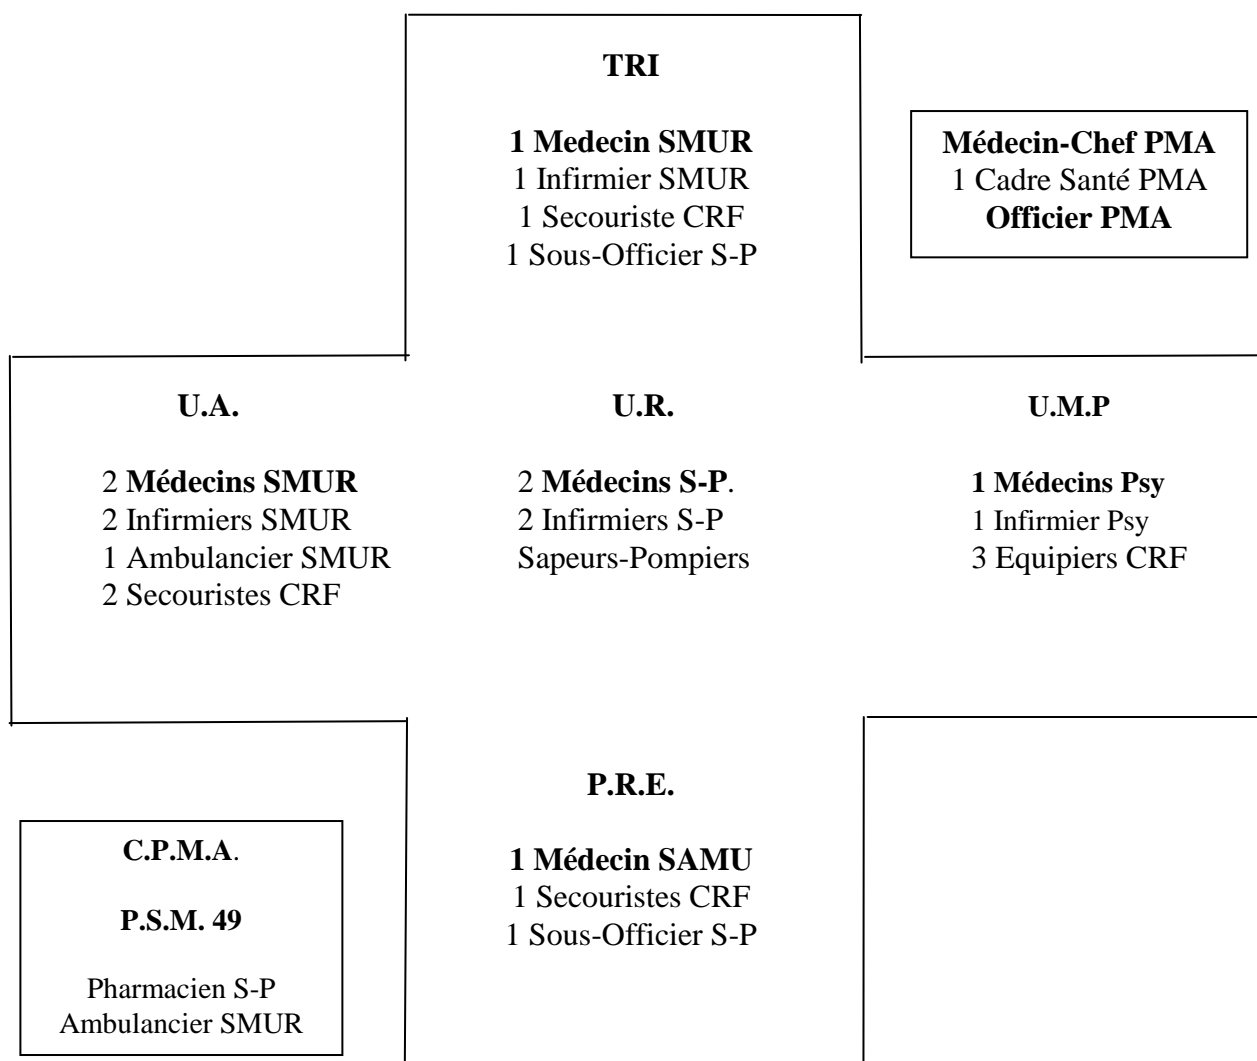 TRI
1 Medecin SMUR
1 Infirmier SMUR
1 Secouriste CRF
1 Sous-Officier S-P
Médecin-Chef PMA
1 Cadre Santé PMA
Officier PMA
U.A.
2 Médecins SMUR
2 Infirmiers SMUR
1 Ambulancier SMUR
2 Secouristes CRF
U.R.
2 Médecins S-P.
2 Infirmiers S-P
Sapeurs-Pompiers
U.M.P
1 Médecins Psy
1 Infirmier Psy
3 Equipiers CRF
P.R.E.
1 Médecin SAMU
1 Secouristes CRF
1 Sous-Officier S-P
C.P.M.A.
P.S.M. 49
Pharmacien S-P
Ambulancier SMUR